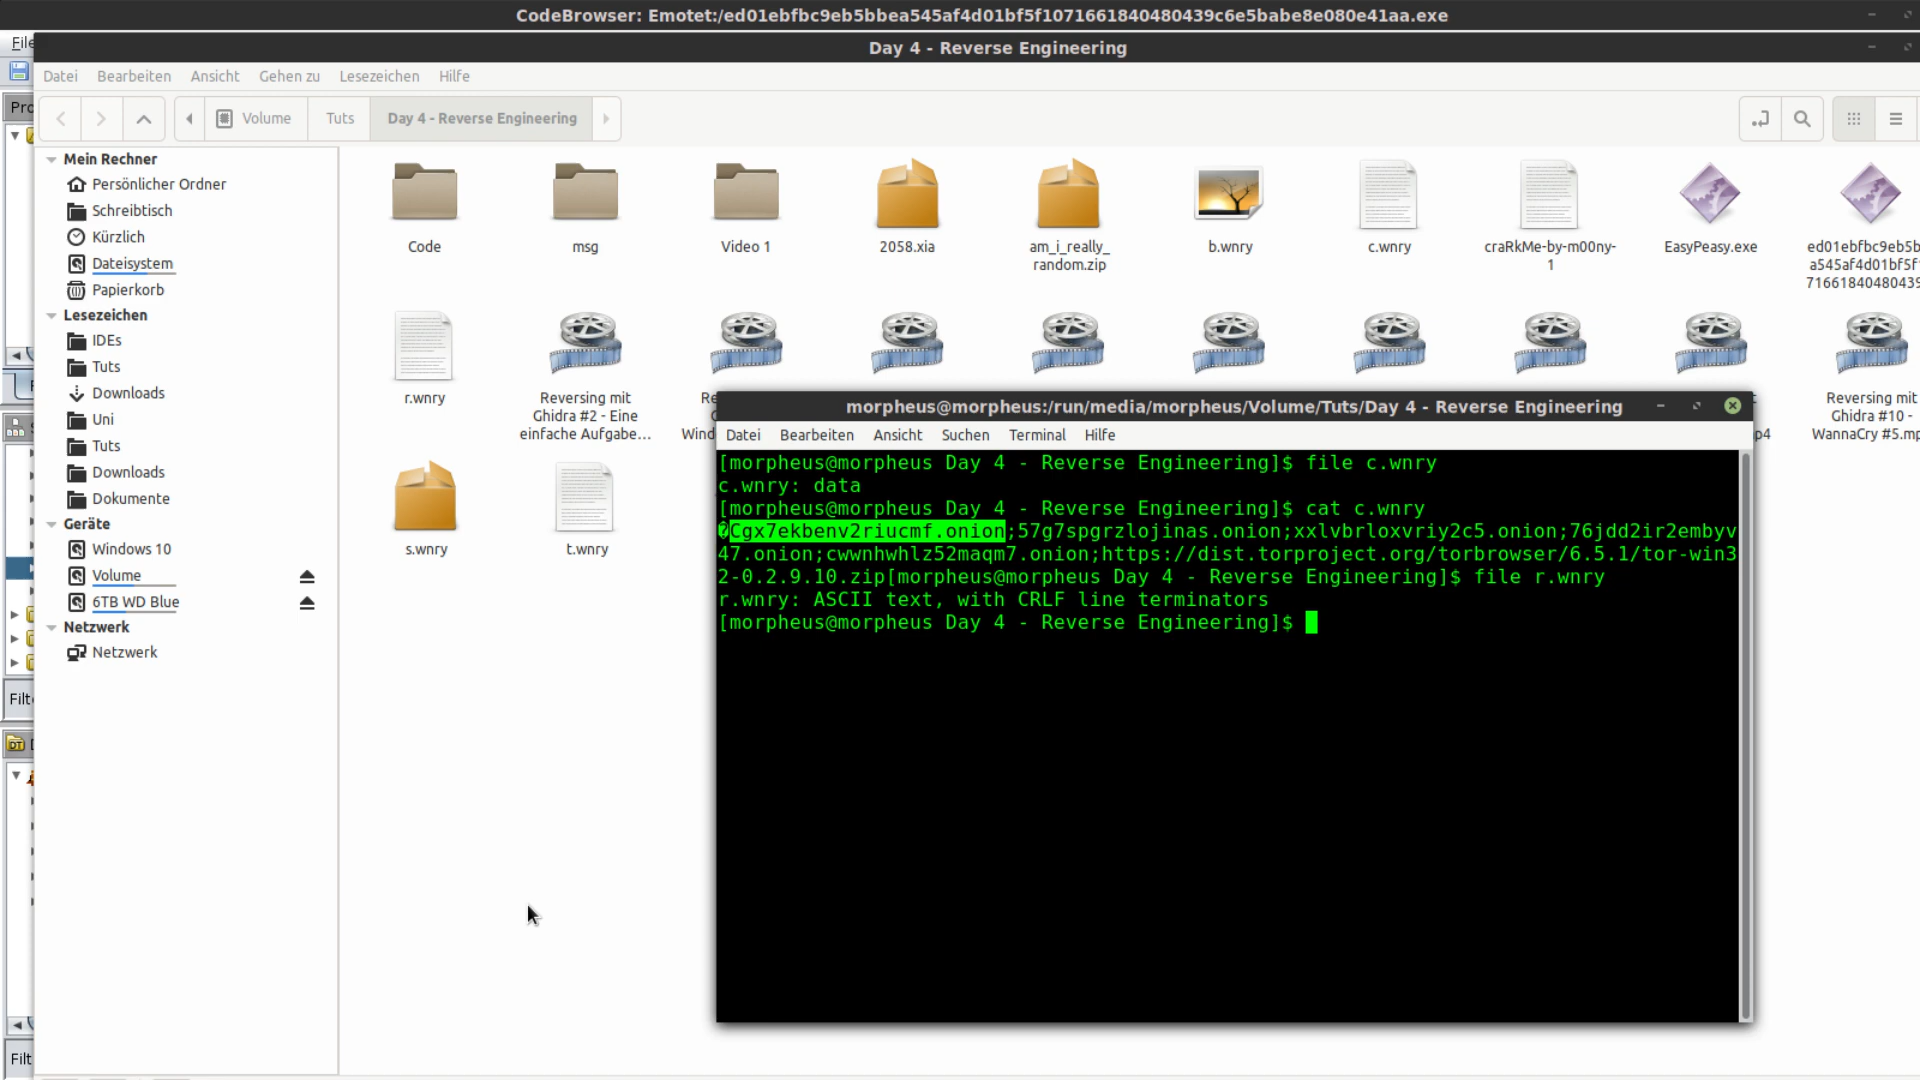 CodeBrowser: Emotet:/ed01ebfbc9eb5bbea545af4d01bf5f1071661840480439c6e5babe8e080e41aa.exe
File
Day 4 - Reverse Engineering
Datei Bearbeiten Ansicht Gehen zu Lesezeichen Hilfe
Volume Tuts Day 4 - Reverse Engineering
Mein Rechner
Persönlicher Ordner
Schreibtisch
Kürzlich
Dateisystem
Papierkorb
Lesezeichen
IDEs
Tuts
Downloads
Uni
Tuts
Downloads
Dokumente
Geräte
Windows 10
Volume
6TB WD Blue
Netzwerk
Netzwerk
Code
msg
Video 1
2058.xia
am_i_really_
random.zip
b.wnry
c.wnry
craRkMe-by-m00ny-
1
EasyPeasy.exe
ed01ebfbc9eb5b
a545af4d01bf5f
71661840480439
r.wnry
Reversing mit
Ghidra #2 - Eine
einfache Aufgabe...
Reversing mit
Ghidra #10 -
WannaCry #5.mp
s.wnry
t.wnry
morpheus@morpheus:/run/media/morpheus/Volume/Tuts/Day 4 - Reverse Engineering
Datei Bearbeiten Ansicht Suchen Terminal Hilfe
[morpheus@morpheus Day 4 - Reverse Engineering]$ file c.wnry
c.wnry: data
[morpheus@morpheus Day 4 - Reverse Engineering]$ cat c.wnry
�Cgx7ekbenv2riucmf.onion;57g7spgrzlojinas.onion;xxlvbrloxvriy2c5.onion;76jdd2ir2embyv
47.onion;cwwnhwhlz52maqm7.onion;https://dist.torproject.org/torbrowser/6.5.1/tor-win3
2-0.2.9.10.zip[morpheus@morpheus Day 4 - Reverse Engineering]$ file r.wnry
r.wnry: ASCII text, with CRLF line terminators
[morpheus@morpheus Day 4 - Reverse Engineering]$